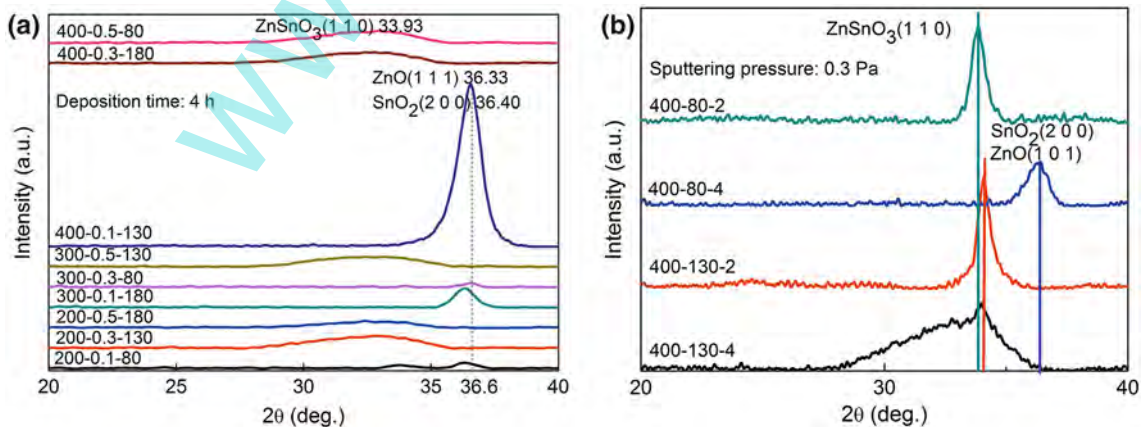 (a)
ZnSnO3(1 1 0) 33.93
400-0.5-80
400-0.3-180
ZnO(1 1 1) 36.33
SnO2(2 0 0) 36.40
Deposition time: 4 h
400-0.1-130
300-0.5-130
300-0.3-80
300-0.1-180
200-0.5-180
200-0.3-130
200-0.1-80
Intensity (a.u.)
20 25 30 35 36.6 40
2θ (deg.)
(b)
ZnSnO3(1 1 0)
Sputtering pressure: 0.3 Pa
400-80-2
SnO2(2 0 0)
ZnO(1 0 1)
400-80-4
400-130-2
400-130-4
Intensity (a.u.)
20 30 40
2θ (deg.)